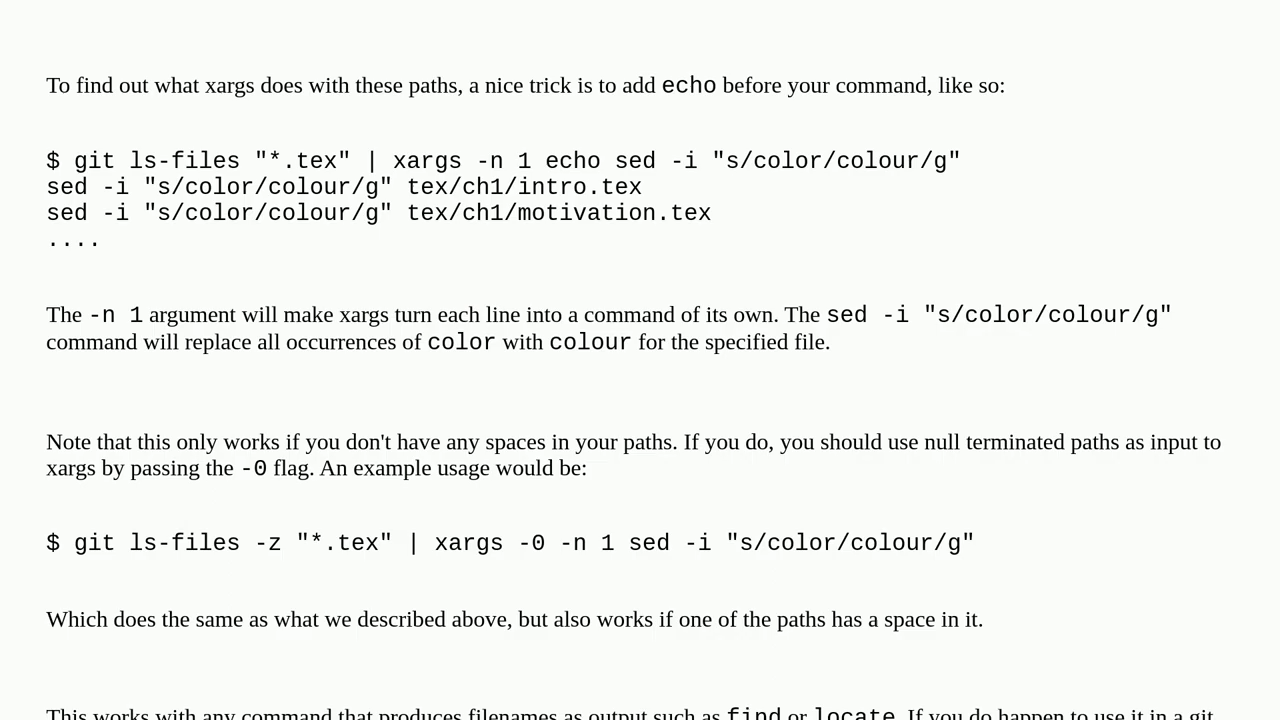 To find out what xargs does with these paths, a nice trick is to add echo before your command, like so:
$ git ls-files "*.tex" | xargs -n 1 echo sed -i "s/color/colour/g"
sed -i "s/color/colour/g" tex/ch1/intro.tex
sed -i "s/color/colour/g" tex/ch1/motivation.tex
....
The -n 1 argument will make xargs turn each line into a command of its own. The sed -i "s/color/colour/g"
command will replace all occurrences of color with colour for the specified file.
Note that this only works if you don't have any spaces in your paths. If you do, you should use null terminated paths as input to
xargs by passing the -0 flag. An example usage would be:
$ git ls-files -z "*.tex" | xargs -0 -n 1 sed -i "s/color/colour/g"
Which does the same as what we described above, but also works if one of the paths has a space in it.
This works with any command that produces filenames as output such as find or locate. If you do happen to use it in a git